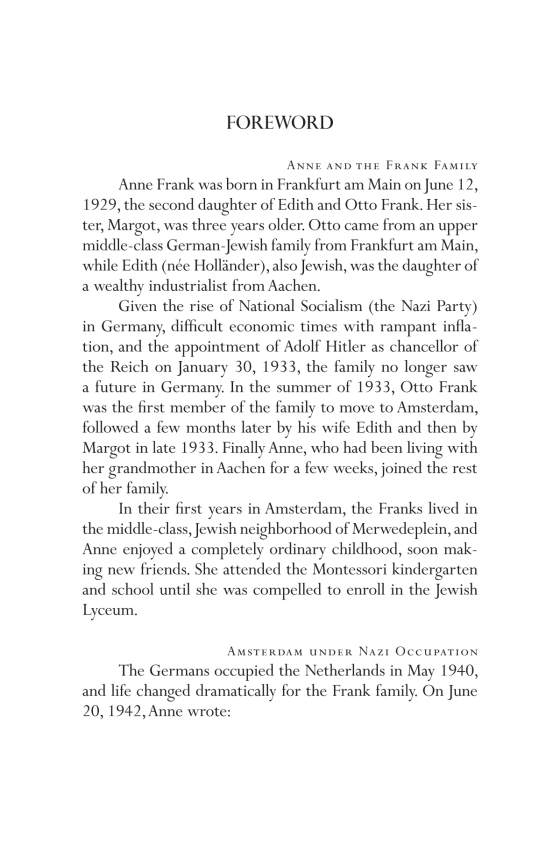 FOREWORD
Anne and the Frank Family
Anne Frank was born in Frankfurt am Main on June 12,
1929, the second daughter of Edith and Otto Frank. Her sis-
ter, Margot, was three years older. Otto came from an upper
middle-class German-Jewish family from Frankfurt am Main,
while Edith (née Holländer), also Jewish, was the daughter of
a wealthy industrialist from Aachen.
Given the rise of National Socialism (the Nazi Party)
in Germany, difficult economic times with rampant infla-
tion, and the appointment of Adolf Hitler as chancellor of
the Reich on January 30, 1933, the family no longer saw
a future in Germany. In the summer of 1933, Otto Frank
was the first member of the family to move to Amsterdam,
followed a few months later by his wife Edith and then by
Margot in late 1933. Finally Anne, who had been living with
her grandmother in Aachen for a few weeks, joined the rest
of her family.
In their first years in Amsterdam, the Franks lived in
the middle-class, Jewish neighborhood of Merwedeplein, and
Anne enjoyed a completely ordinary childhood, soon mak-
ing new friends. She attended the Montessori kindergarten
and school until she was compelled to enroll in the Jewish
Lyceum.
Amsterdam under Nazi Occupation
The Germans occupied the Netherlands in May 1940,
and life changed dramatically for the Frank family. On June
20, 1942, Anne wrote: